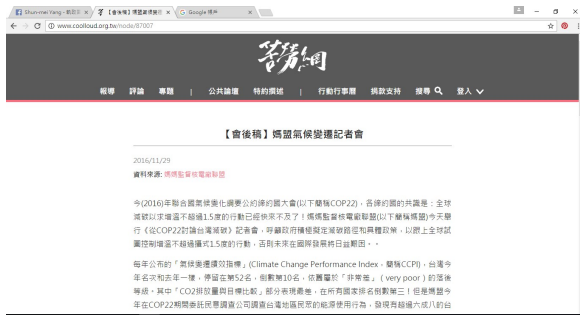 Shun-mei Yang - 
【會後稿】媽盟氣候變遷
Google 
www.coolloud.org.tw/node/87007
苦勞網
報導 評論 專題 | 公共論壇 特約撰述 | 行動行事曆 捐款支持 搜尋 登入
【會後稿】媽盟氣候變遷記者會
2016/11/29
資料來源: 媽媽監督核電廠聯盟
今(2016)年聯合國氣候變化綱要公約締約國大會(以下簡稱COP22)，各締約國的共識是：全球
減碳以求增溫不超過1.5度的行動已經快來不及了！媽媽監督核電廠聯盟(以下簡稱媽盟)今天舉
行《從COP22討論台灣減碳》記者會，呼籲政府積極擬定減碳路徑和具體政策，以跟上全球試
圖控制增溫不超過攝式1.5度的行動，否則未來在國際發展將日益艱困。。
每年公布的「氣候變遷績效指標」(Climate Change Performance Index，簡稱CCPI)，台灣今
年名次和去年一樣，停留在第52名，倒數第10名，依舊屬於「非常差」（very poor）的落後
等級。其中「CO2排放量與目標比較」部分表現最差，在所有國家排名倒數第三！但是媽盟今
年在COP22期間委託民意調查公司調查台灣地區民眾的能源使用行為，發現有超過六成八的台